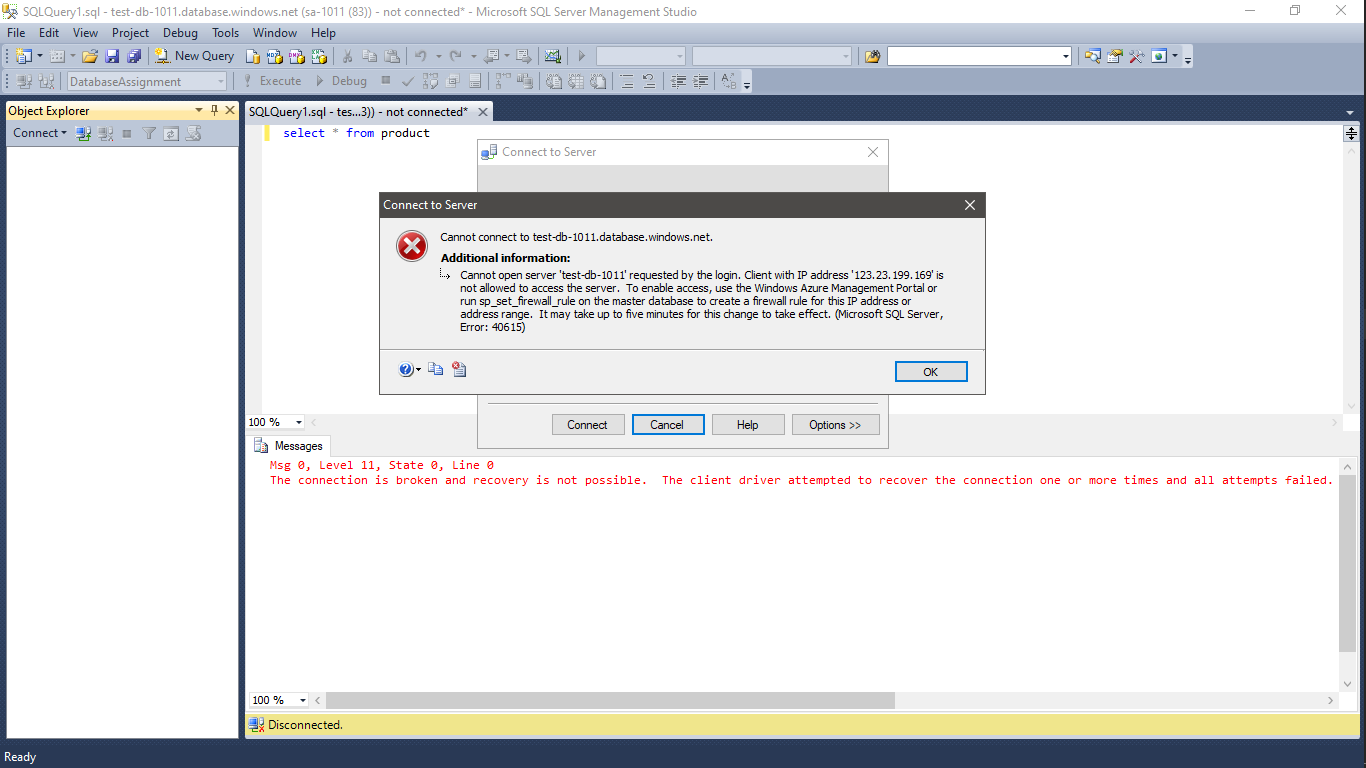 SQLQuery1.sql - test-db-1011.database.windows.net (sa-1011 (83)) - not connected* - Microsoft SQL Server Management Studio
File Edit View Project Debug Tools Window Help
New Query
DatabaseAssignment Execute Debug
Object Explorer
Connect
SQLQuery1.sql - tes...3)) - not connected*
select * from product
Connect to Server
Connect to Server
Cannot connect to test-db-1011.database.windows.net.
Additional information:
Cannot open server 'test-db-1011' requested by the login. Client with IP address '123.23.199.169' is
not allowed to access the server. To enable access, use the Windows Azure Management Portal or
run sp_set_firewall_rule on the master database to create a firewall rule for this IP address or
address range. It may take up to five minutes for this change to take effect. (Microsoft SQL Server,
Error: 40615)
OK
Connect Cancel Help Options >>
100 %
Messages
Msg 0, Level 11, State 0, Line 0
The connection is broken and recovery is not possible. The client driver attempted to recover the connection one or more times and all attempts failed.
100 %
Disconnected.
Ready